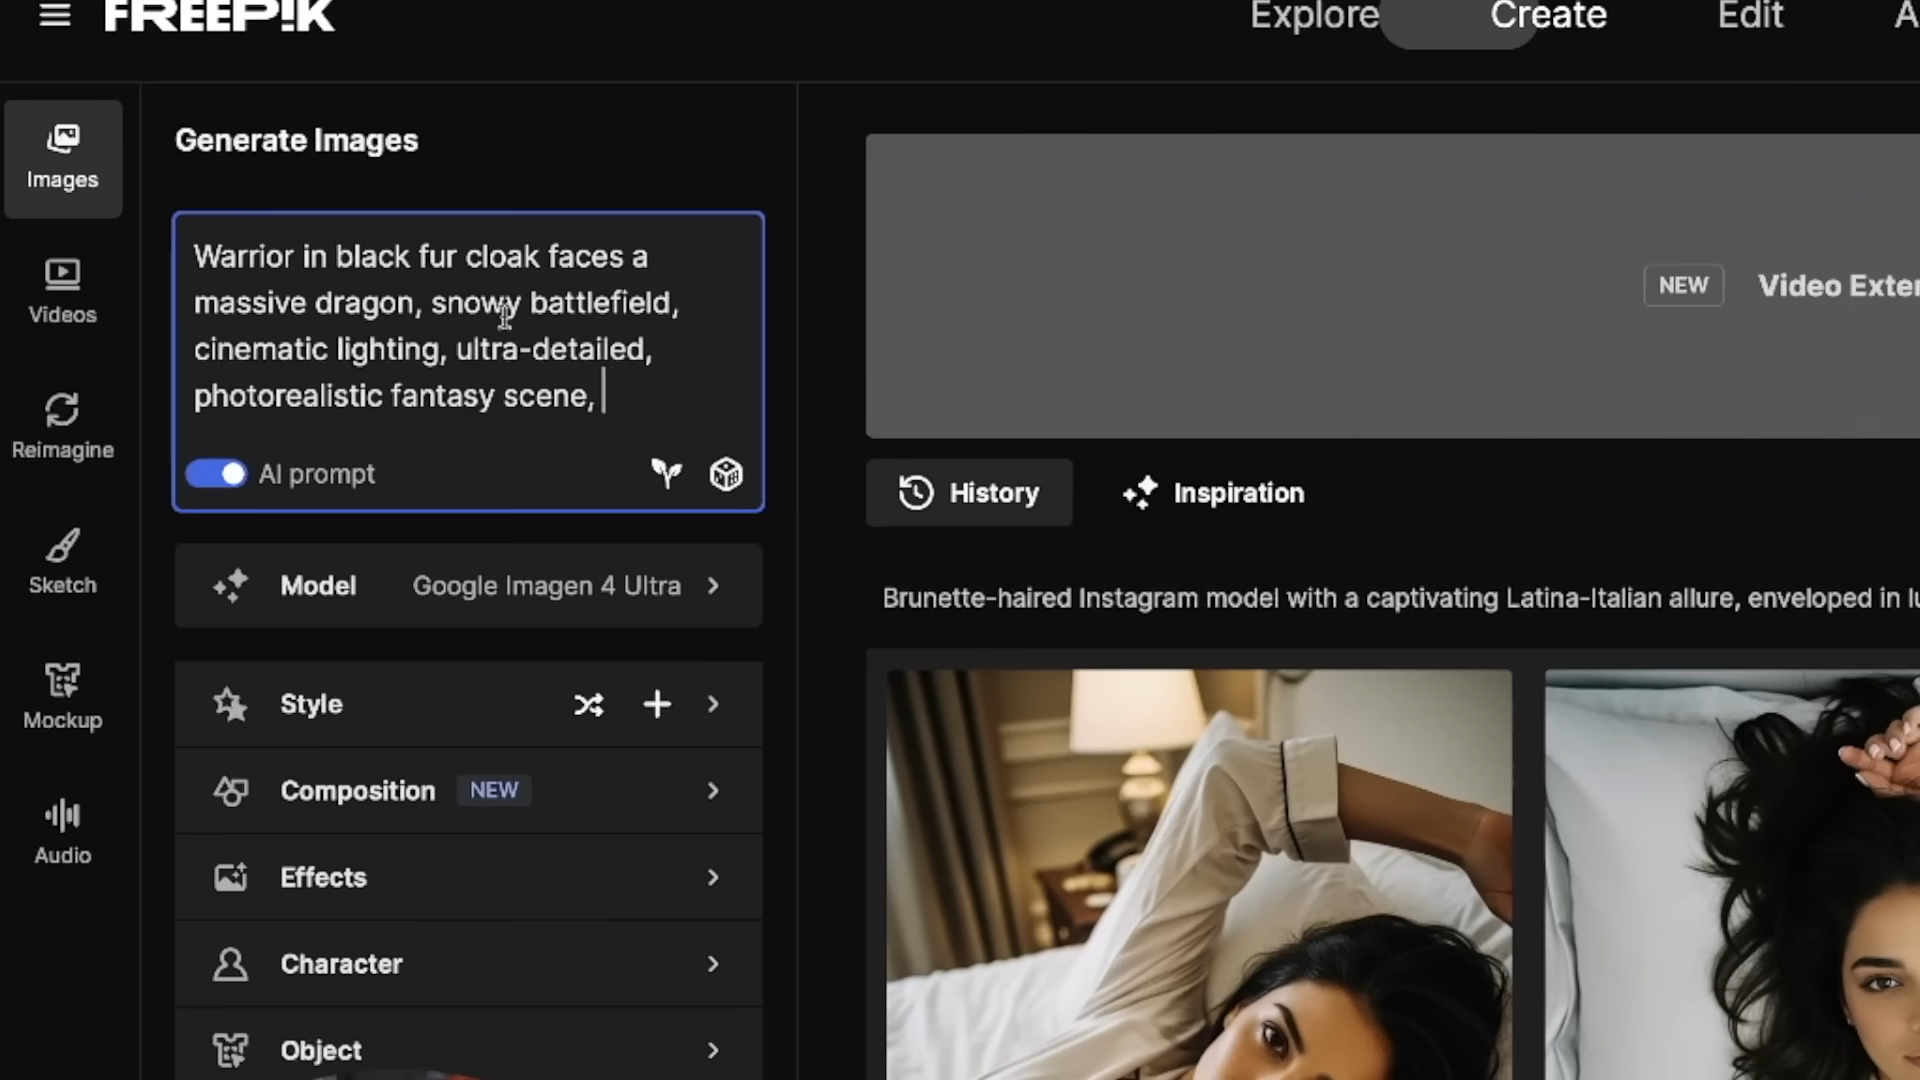 FREEP!K
Explore
Create
Edit
Images
Videos
Reimagine
Sketch
Mockup
Audio
Generate Images
Warrior in black fur cloak faces a
massive dragon, snowy battlefield,
cinematic lighting, ultra-detailed,
photorealistic fantasy scene,
AI prompt
Model Google Imagen 4 Ultra
Style
Composition NEW
Effects
Character
Object
NEW Video
History
Inspiration
Brunette-haired Instagram model with a captivating Latina-Italian allure, enveloped in